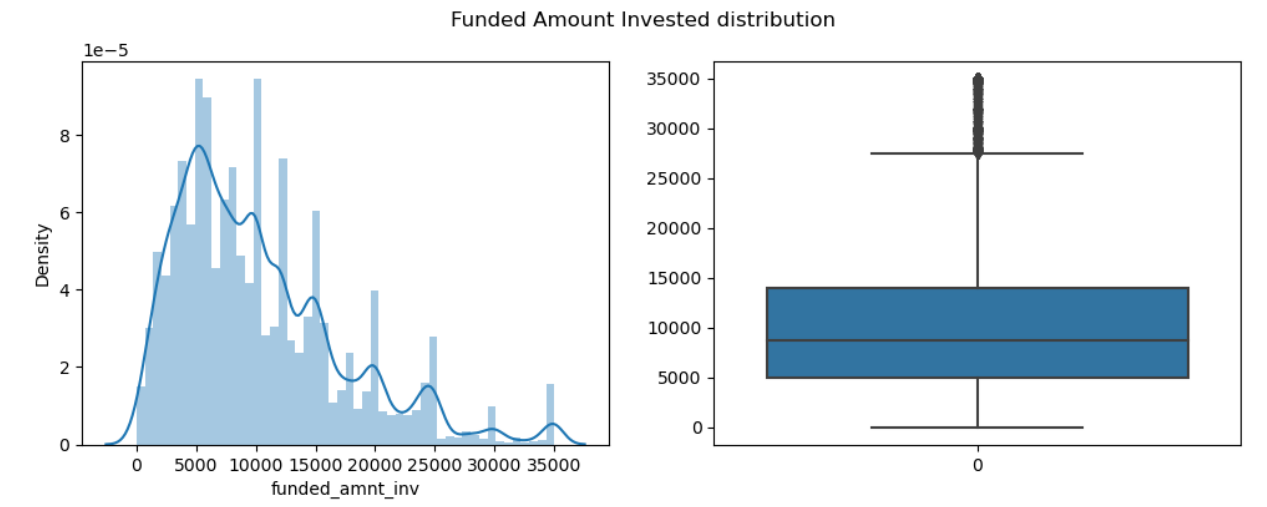 Funded Amount Invested distribution
1e−5
8
6
4
2
0
Density
0 5000 10000 15000 20000 25000 30000 35000
funded_amnt_inv
35000
30000
25000
20000
15000
10000
5000
0
0